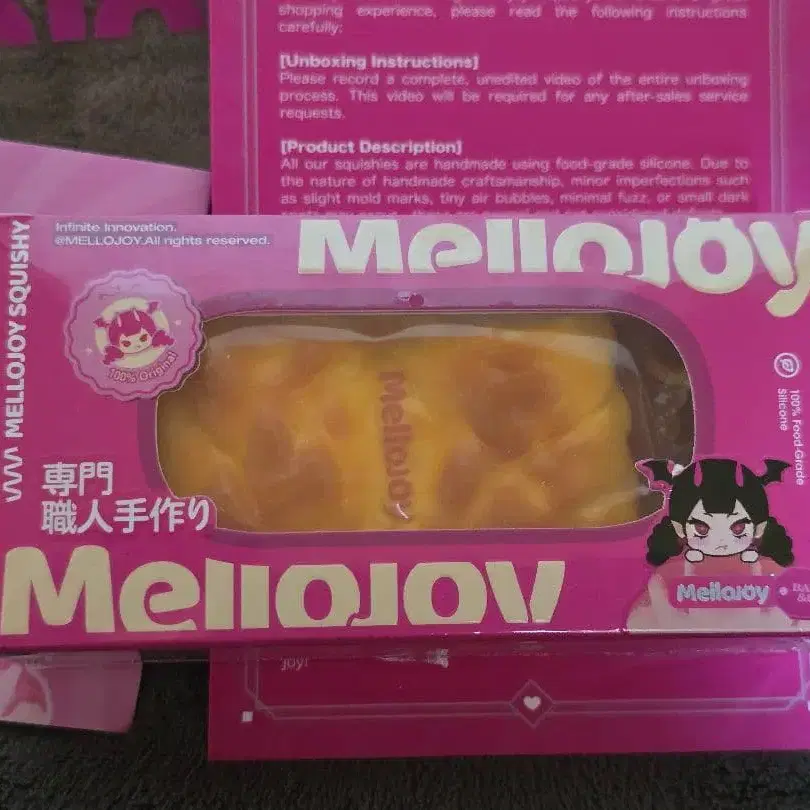 shopping experience, please read the following instructions
carefully:
[Unboxing Instructions]
Please record a complete, unedited video of the entire unboxing
process. This video will be required for any after-sales service
requests.
[Product Description]
All our squishies are handmade using food-grade silicone. Due to
the nature of handmade craftsmanship, minor imperfections such
as slight mold marks, tiny air bubbles, minimal fuzz, or small dark
Infinite Innovation.
@MELLOJOY.All rights reserved.
MelloJoy
MELLOJOY SQUISHY
100% Original
MelloJoy
100% Food-Grade
Silicone
専門
職人手作り
MelloJoy
MelloJoy
joy!